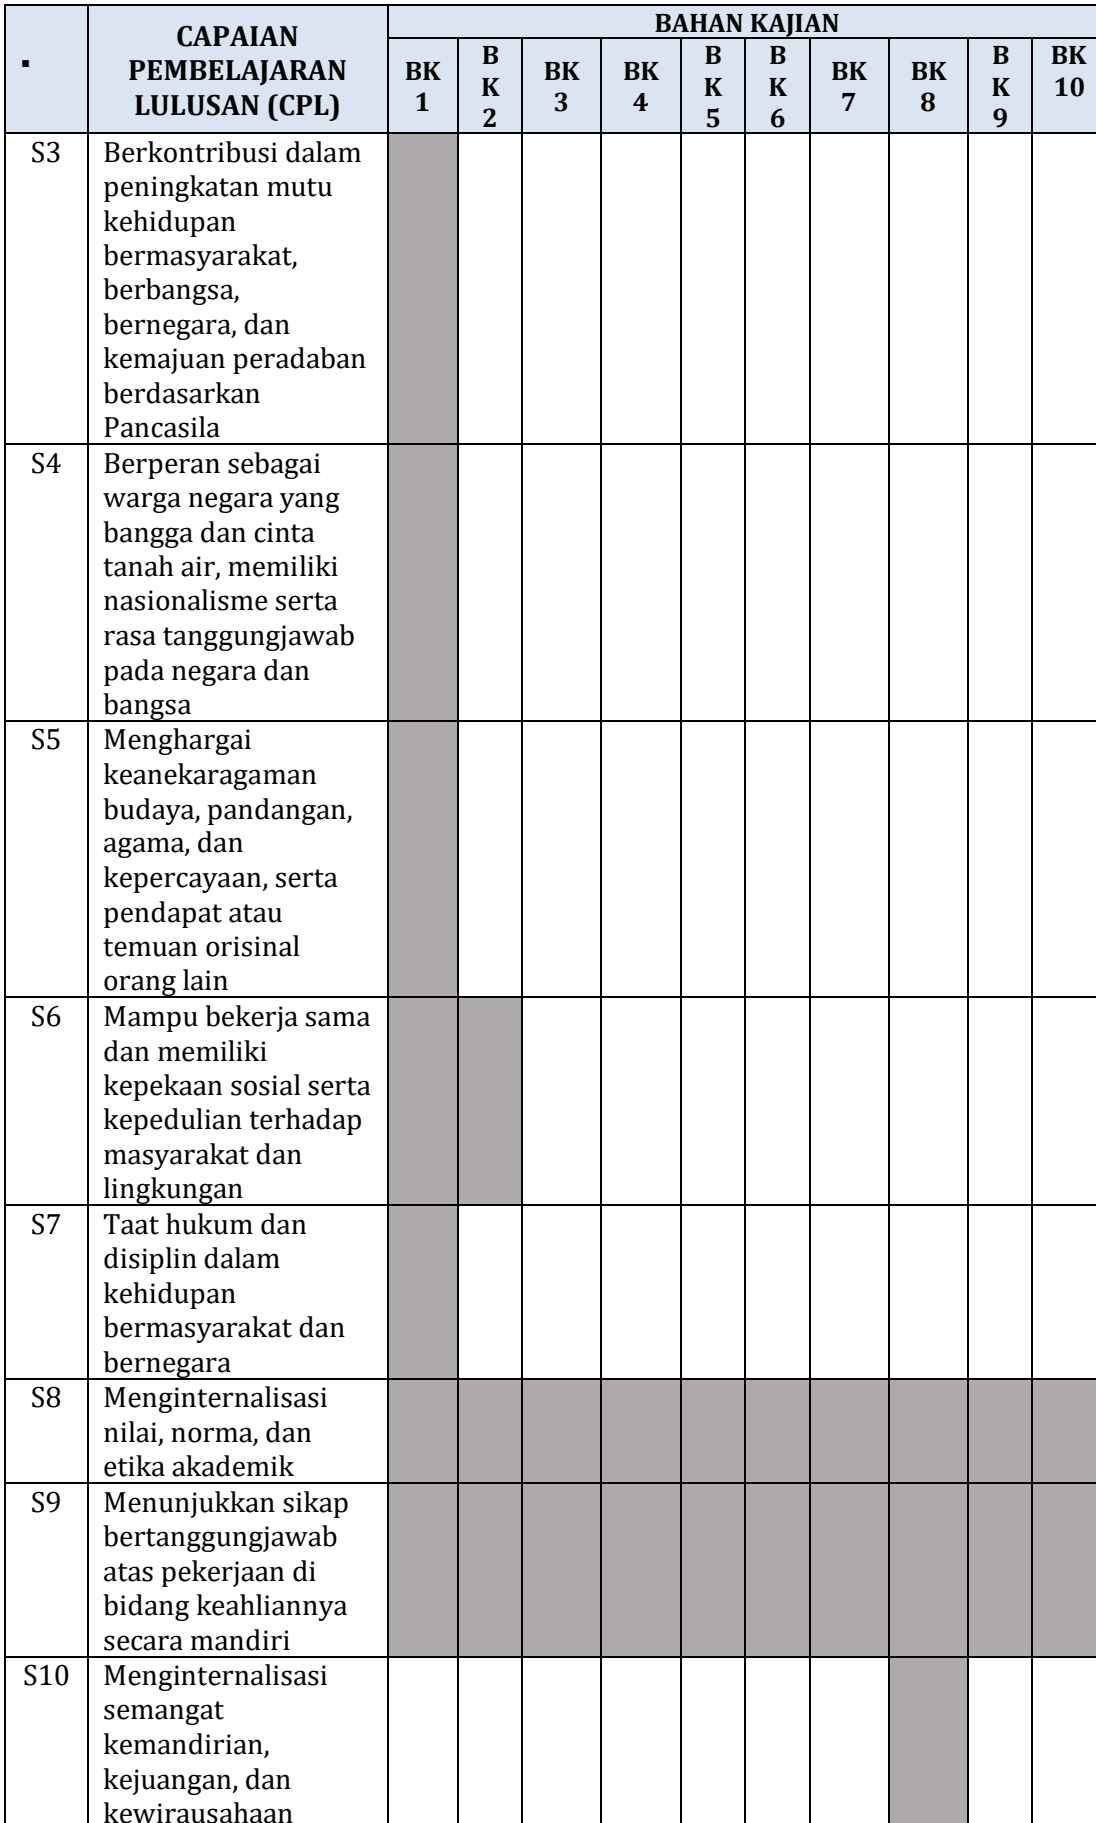 BAHAN KAJIAN
▪
CAPAIAN
PEMBELAJARAN
LULUSAN (CPL)
BK
1
B
K
2
BK
3
BK
4
B
K
5
B
K
6
BK
7
BK
8
B
K
9
BK
10
S3
Berkontribusi dalam
peningkatan mutu
kehidupan
bermasyarakat,
berbangsa,
bernegara, dan
kemajuan peradaban
berdasarkan
Pancasila
S4
Berperan sebagai
warga negara yang
bangga dan cinta
tanah air, memiliki
nasionalisme serta
rasa tanggungjawab
pada negara dan
bangsa
S5
Menghargai
keanekaragaman
budaya, pandangan,
agama, dan
kepercayaan, serta
pendapat atau
temuan orisinal
orang lain
S6
Mampu bekerja sama
dan memiliki
kepekaan sosial serta
kepedulian terhadap
masyarakat dan
lingkungan
S7
Taat hukum dan
disiplin dalam
kehidupan
bermasyarakat dan
bernegara
S8
Menginternalisasi
nilai, norma, dan
etika akademik
S9
Menunjukkan sikap
bertanggungjawab
atas pekerjaan di
bidang keahliannya
secara mandiri
S10
Menginternalisasi
semangat
kemandirian,
kejuangan, dan
kewirausahaan